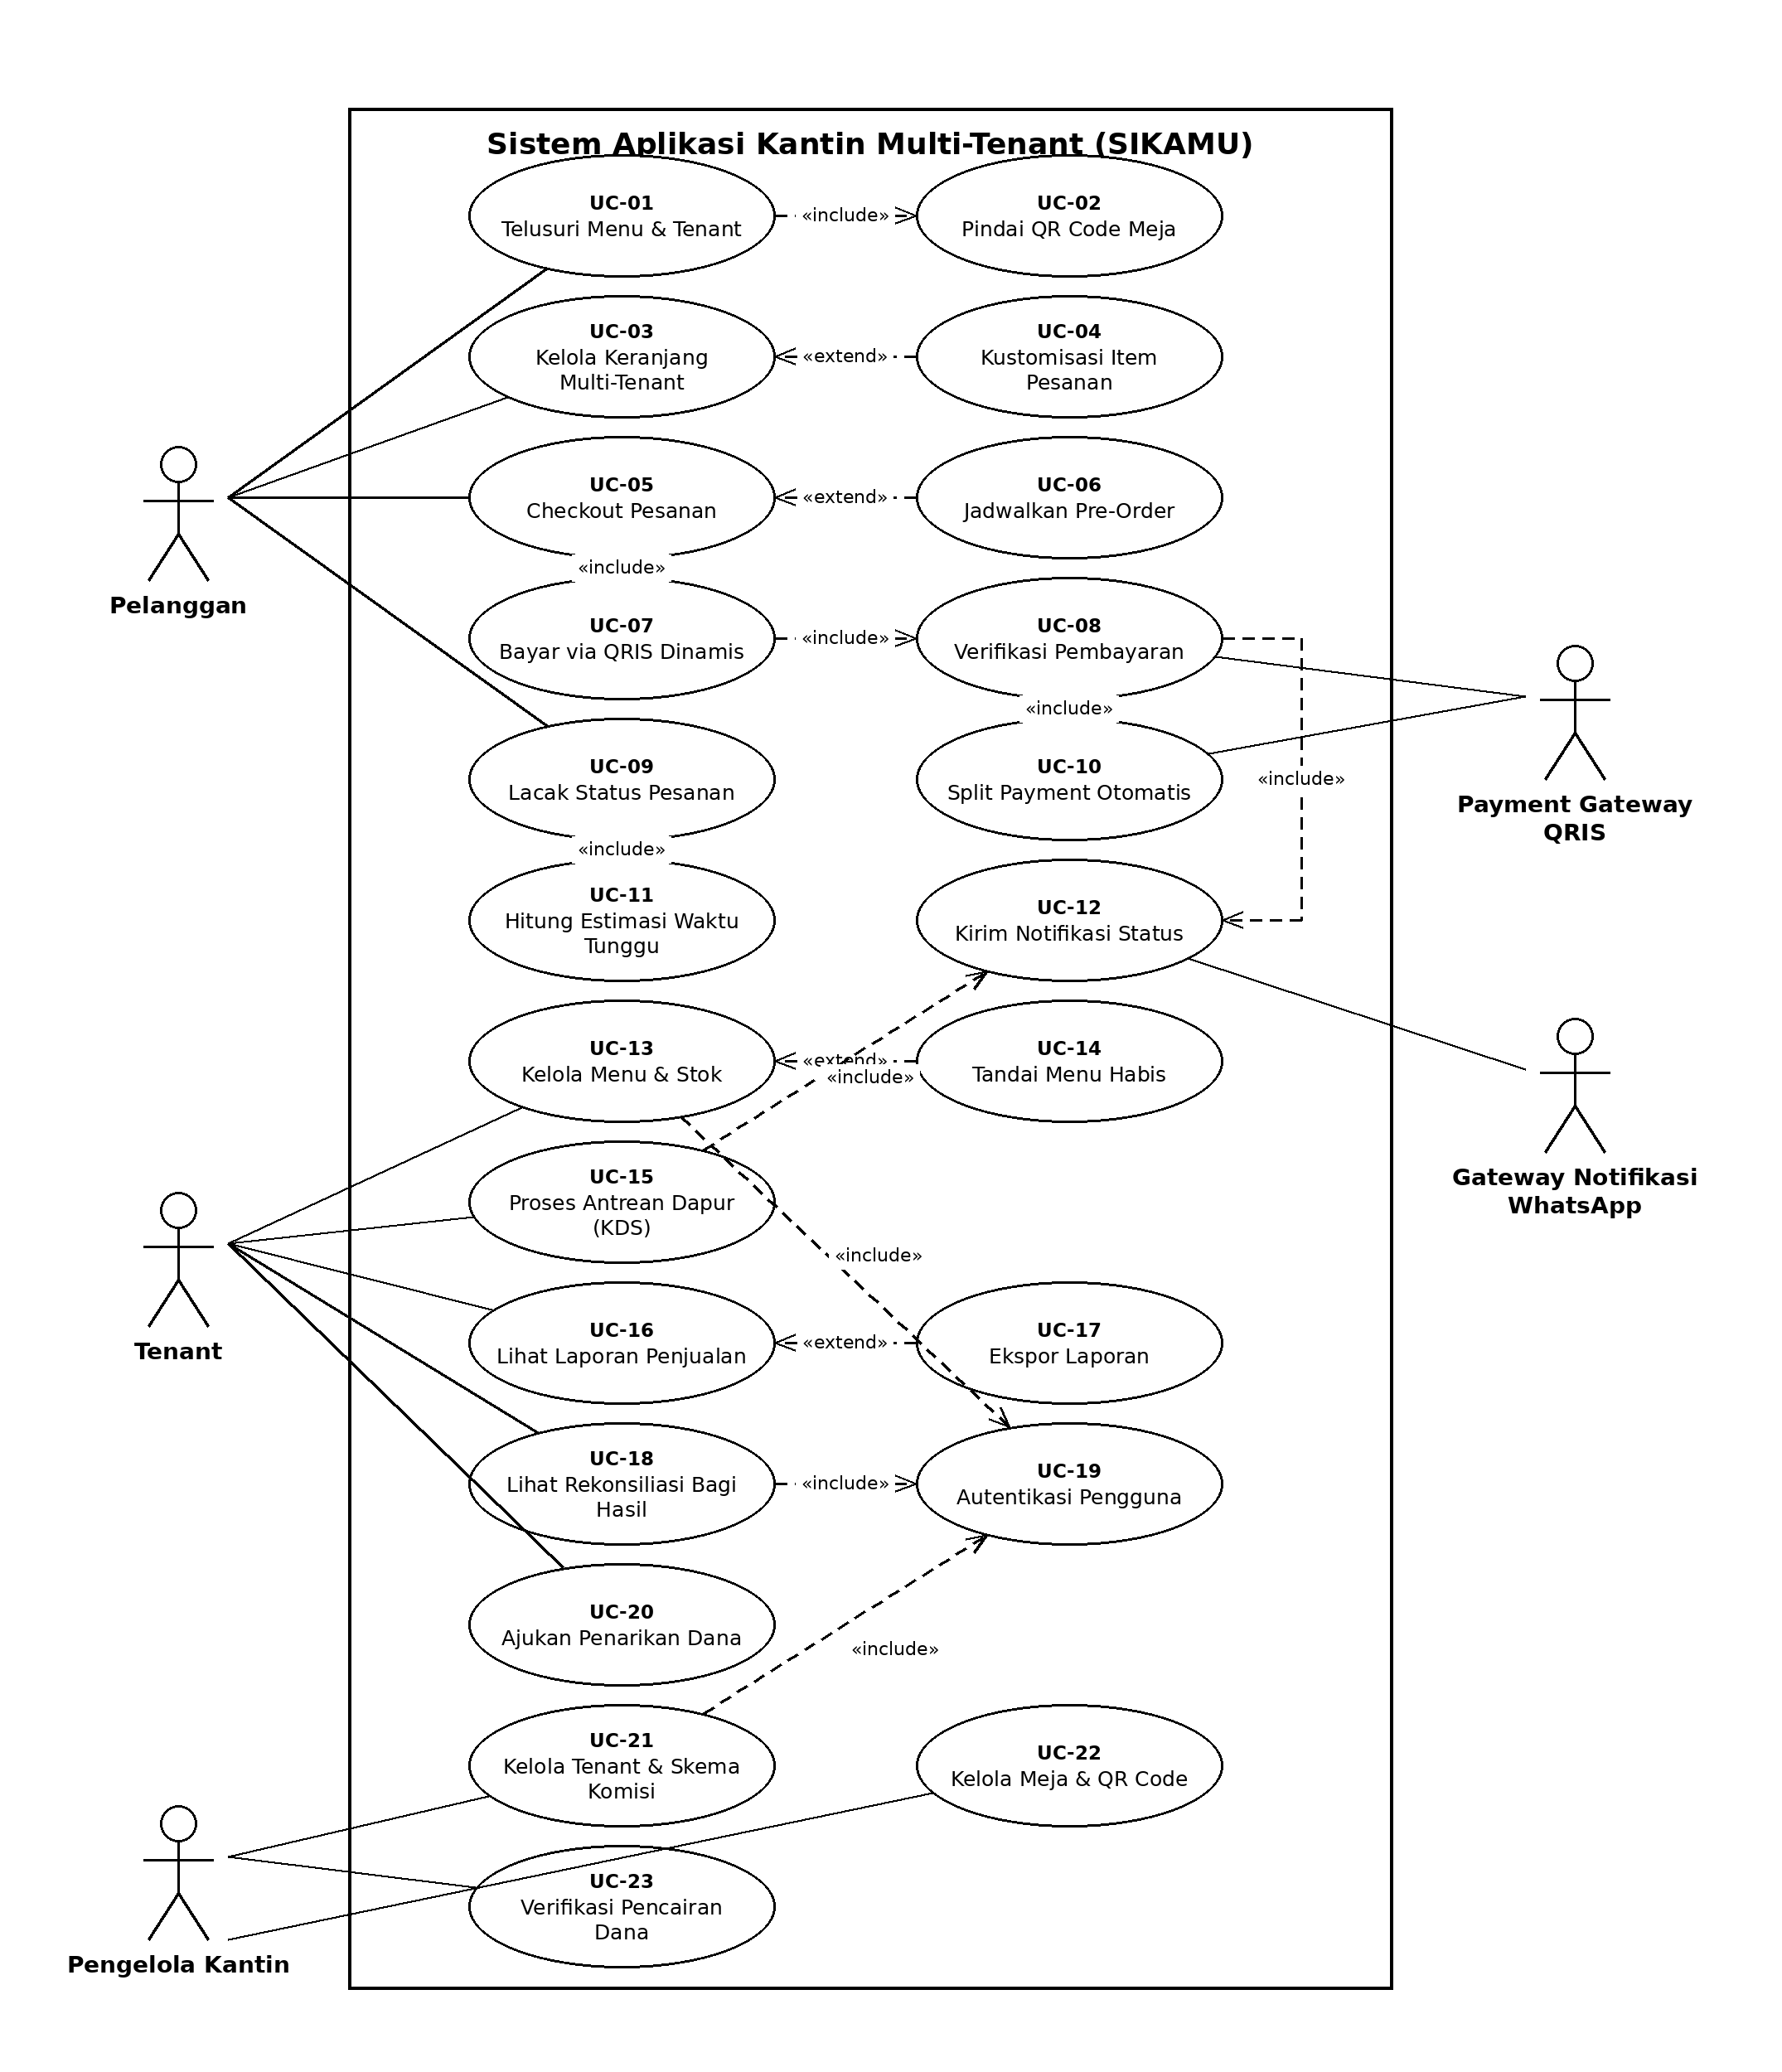 Sistem Aplikasi Kantin Multi-Tenant (SIKAMU)
UC-01
Telusuri Menu & Tenant
«include»
UC-02
Pindai QR Code Meja
UC-03
Kelola Keranjang
Multi-Tenant
«extend»
UC-04
Kustomisasi Item
Pesanan
UC-05
Checkout Pesanan
«extend»
UC-06
Jadwalkan Pre-Order
Pelanggan
«include»
UC-07
Bayar via QRIS Dinamis
«include»
UC-08
Verifikasi Pembayaran
«include»
UC-09
Lacak Status Pesanan
UC-10
Split Payment Otomatis
«include»
Payment Gateway
QRIS
«include»
UC-11
Hitung Estimasi Waktu
Tunggu
UC-12
Kirim Notifikasi Status
UC-13
Kelola Menu & Stok
«extend»
«include»
UC-14
Tandai Menu Habis
Gateway Notifikasi
WhatsApp
UC-15
Proses Antrean Dapur
(KDS)
«include»
Tenant
UC-16
Lihat Laporan Penjualan
«extend»
UC-17
Ekspor Laporan
UC-18
Lihat Rekonsiliasi Bagi
Hasil
«include»
UC-19
Autentikasi Pengguna
UC-20
Ajukan Penarikan Dana
«include»
UC-21
Kelola Tenant & Skema
Komisi
UC-22
Kelola Meja & QR Code
UC-23
Verifikasi Pencairan
Dana
Pengelola Kantin